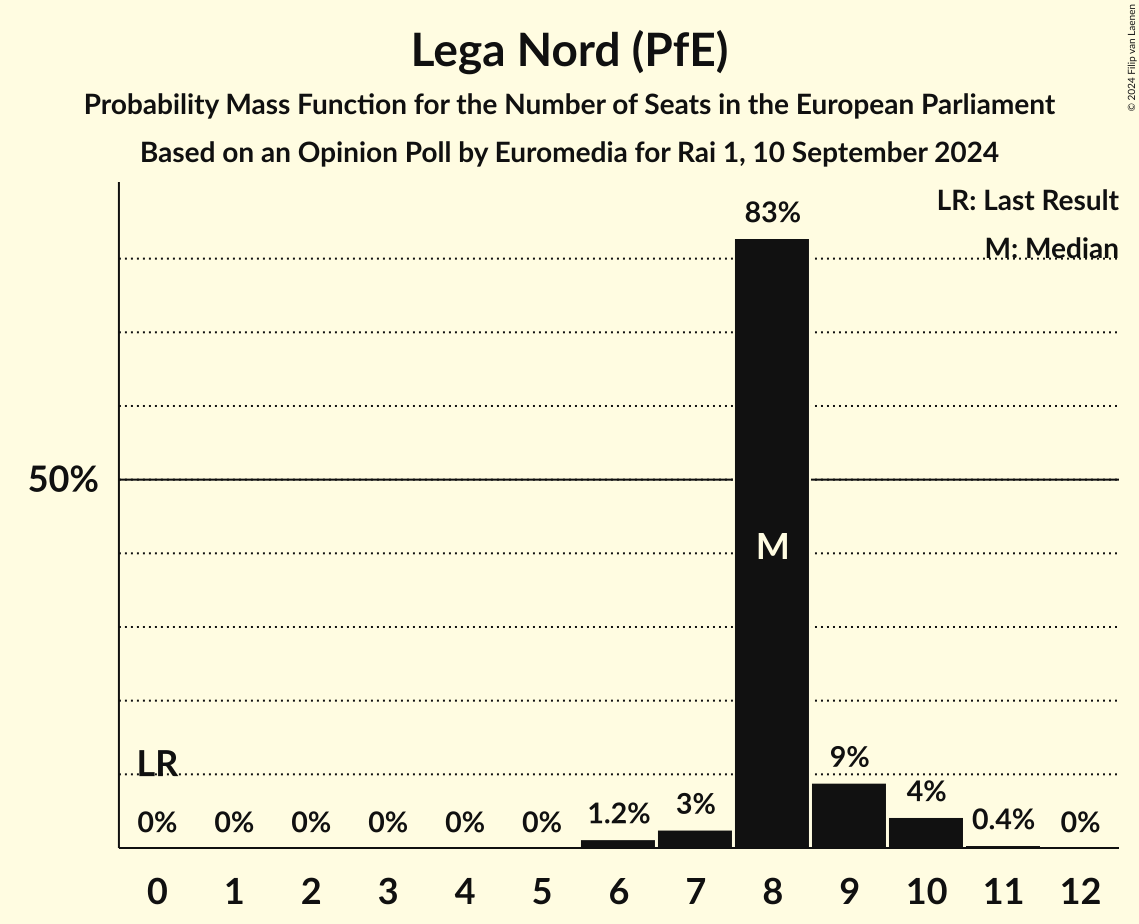 Lega Nord (PfE)
Probability Mass Function for the Number of Seats in the European Parliament
Based on an Opinion Poll by Euromedia for Rai 1, 10 September 2024
© 2024 Filip van Laenen
LR: Last Result
M: Median
83%
50%
M
LR
0% 0% 0% 0% 0% 0% 1.2% 3% 9% 4% 0.4% 0%
0 1 2 3 4 5 6 7 8 9 10 11 12